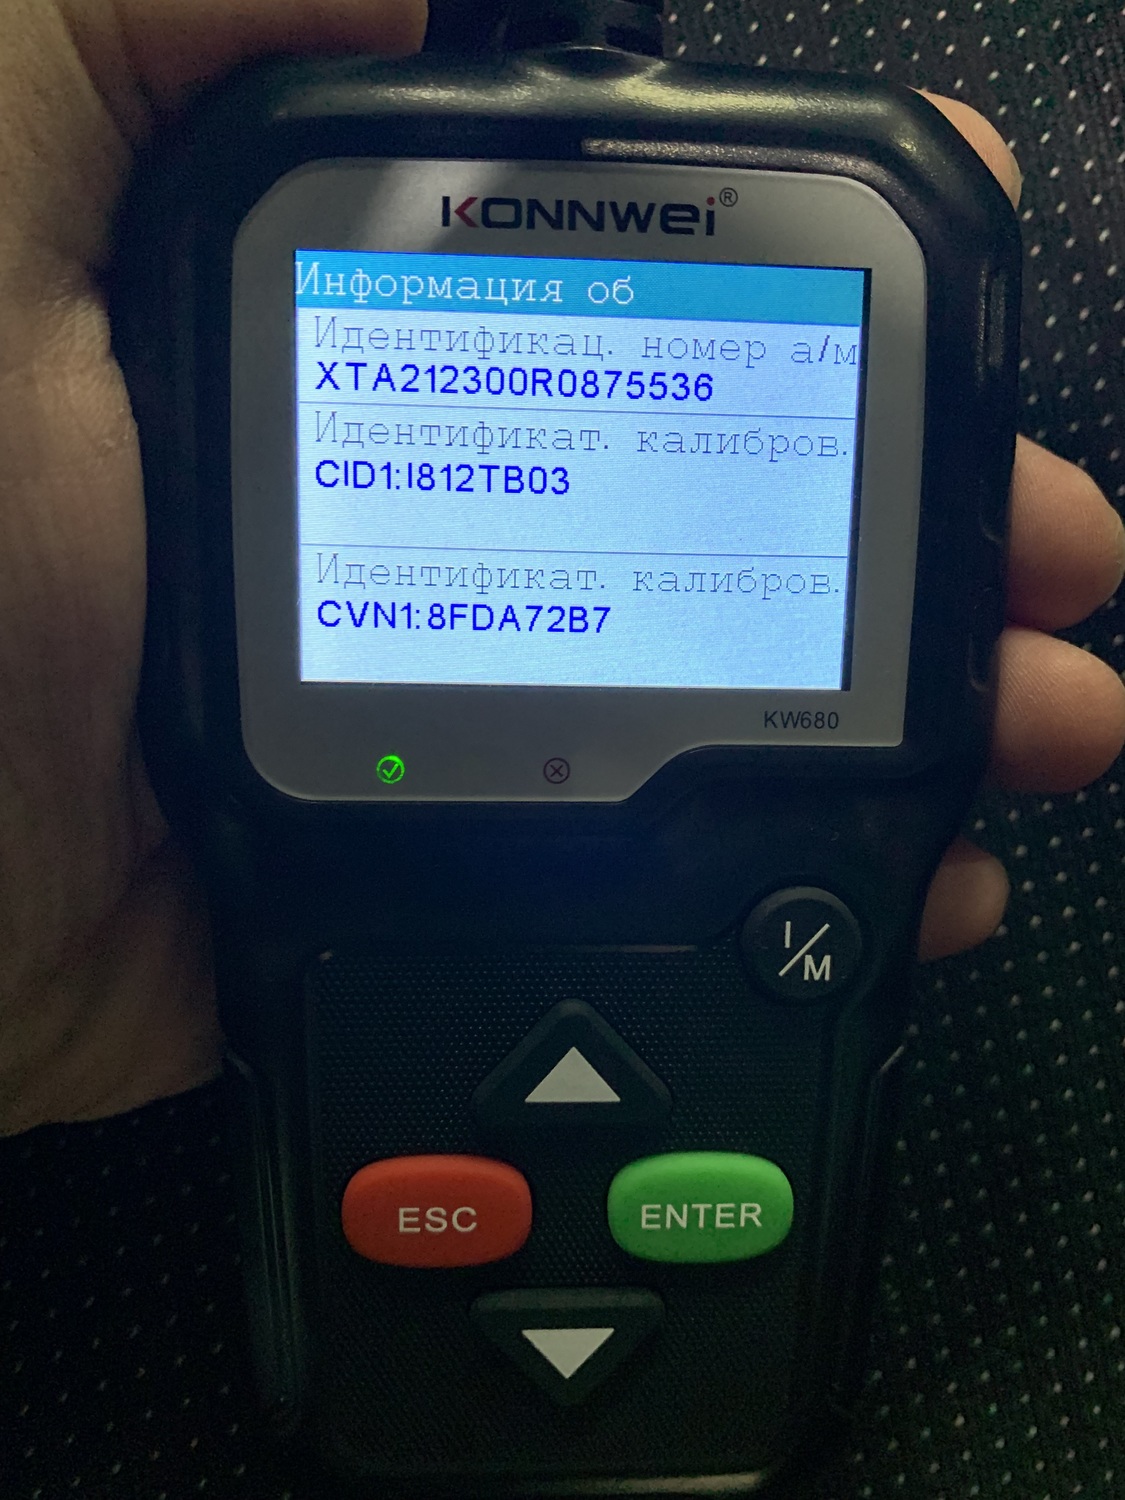 KONNWEI®
Информация об
Идентификац. номер а/м
XTA212300R0875536
Идентификат. калибров.
CID1:I812TB03
Идентификат. калибров.
CVN1:8FDA72B7
KW680
I/M
ESC
ENTER